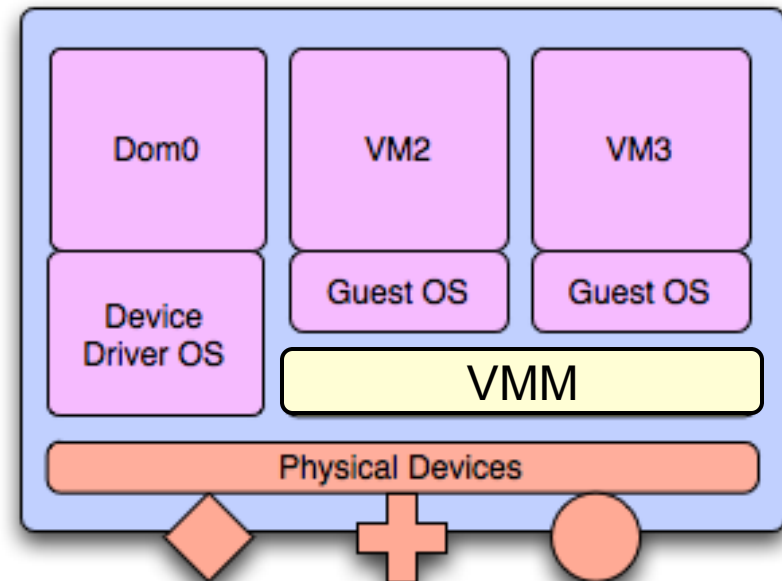 Dom0
VM2
VM3
Device
Driver OS
Guest OS
Guest OS
VMM
Physical Devices